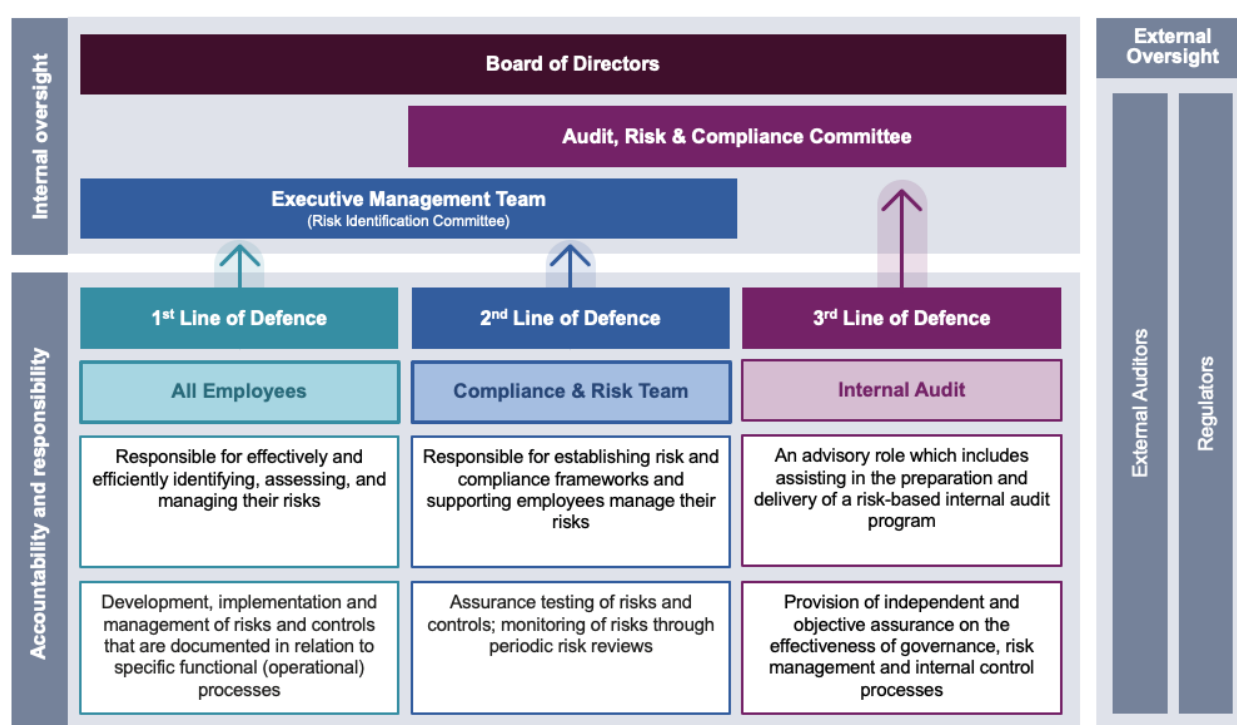 Internal oversight
Board of Directors
Audit, Risk & Compliance Committee
Executive Management Team
(Risk Identification Committee)
Accountability and responsibility
1st Line of Defence
All Employees
Responsible for effectively and
efficiently identifying, assessing, and
managing their risks
Development, implementation and
management of risks and controls
that are documented in relation to
specific functional (operational)
processes
2nd Line of Defence
Compliance & Risk Team
Responsible for establishing risk and
compliance frameworks and
supporting employees manage their
risks
Assurance testing of risks and
controls; monitoring of risks through
periodic risk reviews
3rd Line of Defence
Internal Audit
An advisory role which includes
assisting in the preparation and
delivery of a risk-based internal audit
program
Provision of independent and
objective assurance on the
effectiveness of governance, risk
management and internal control
processes
External
Oversight
External Auditors
Regulators